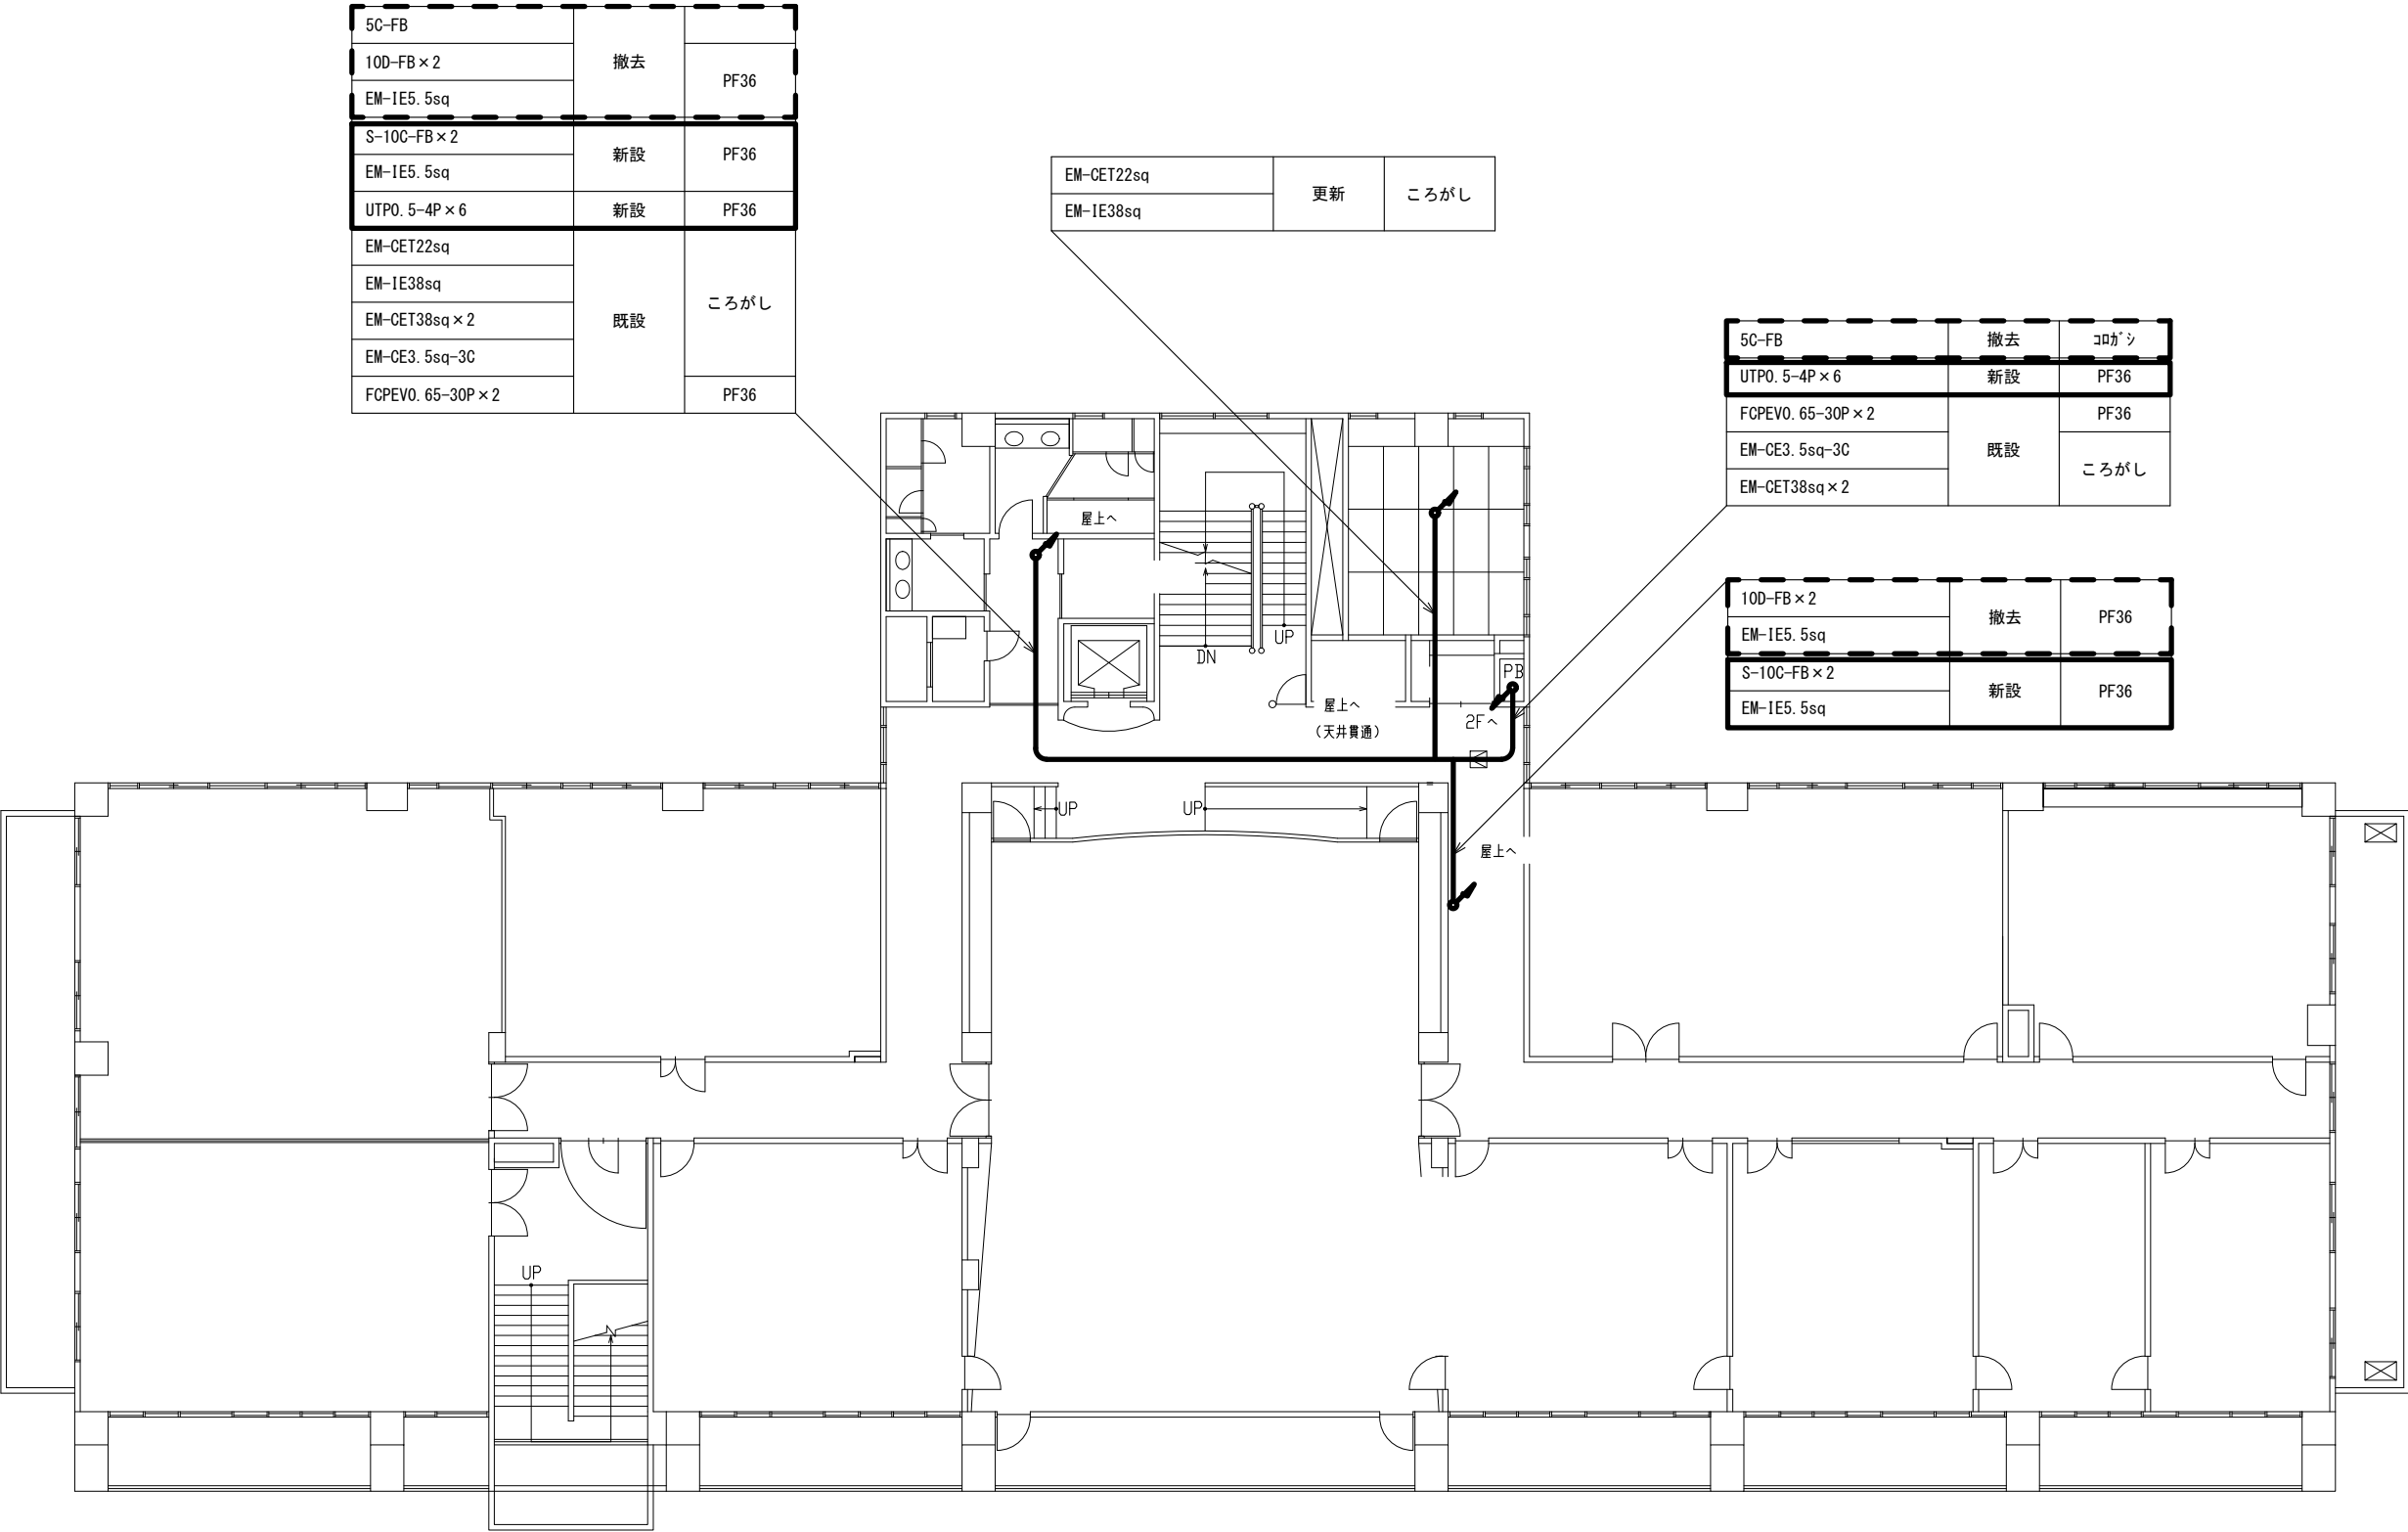 5C-FB
10D-FB×2
撤去
PF36
EM-IE5.5sq
S-10C-FB×2
新設
PF36
EM-IE5.5sq
UTP0.5-4P×6
新設
PF36
EM-CET22sq
EM-IE38sq
ころがし
EM-CET38sq×2
既設
EM-CE3.5sq-3C
FCPEV0.65-30P×2
PF36
EM-CET22sq
更新
ころがし
EM-IE38sq
5C-FB
撤去
ｺﾛｶﾞｼ
UTP0.5-4P×6
新設
PF36
FCPEV0.65-30P×2
PF36
EM-CE3.5sq-3C
既設
ころがし
EM-CET38sq×2
10D-FB×2
撤去
PF36
EM-IE5.5sq
S-10C-FB×2
新設
PF36
EM-IE5.5sq
屋上へ
UP
DN
PB
屋上へ
(天井貫通)
2Fへ
UP
UP
屋上へ
UP